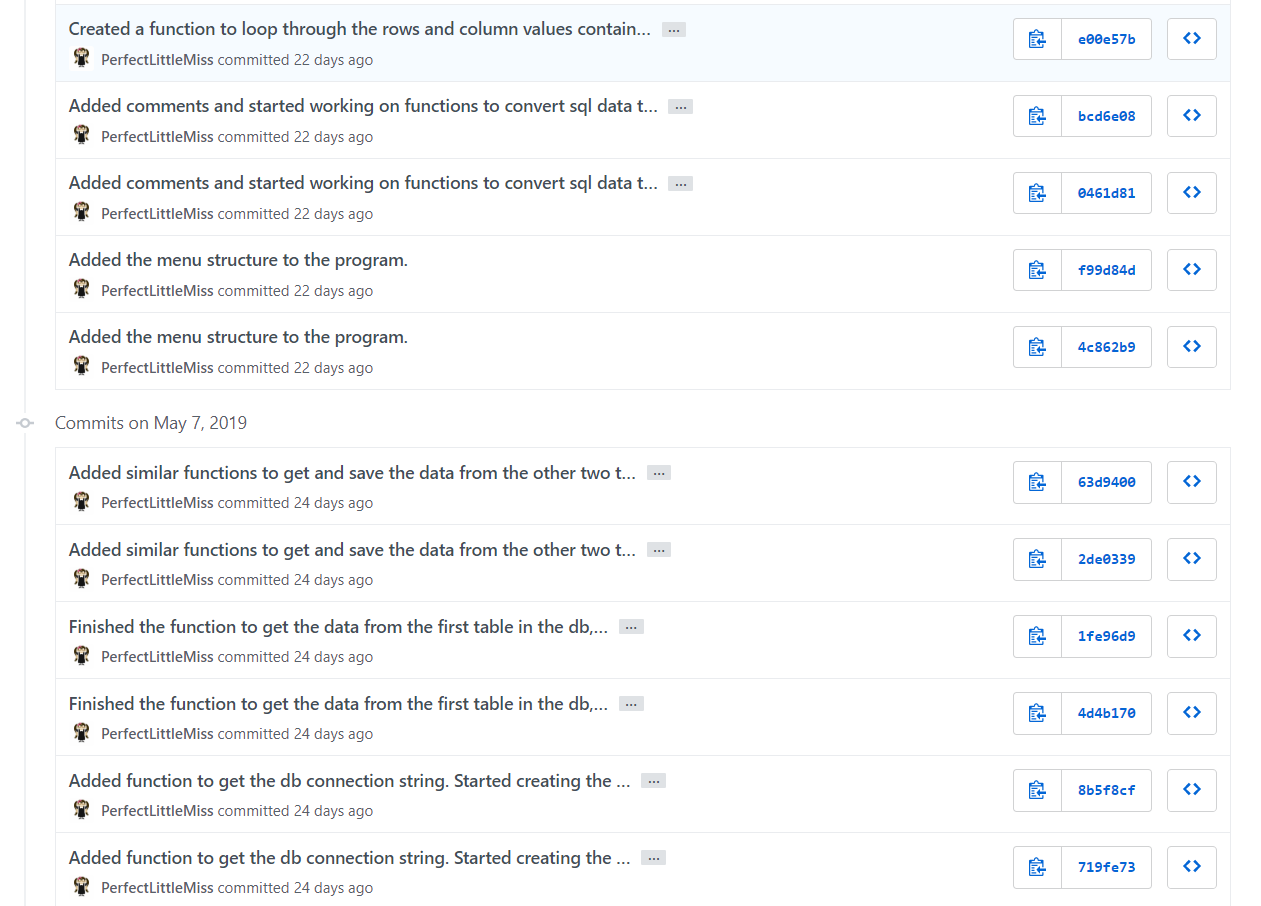 Created a function to loop through the rows and column values contain... …
PerfectLittleMiss committed 22 days ago
e00e57b
Added comments and started working on functions to convert sql data t... …
PerfectLittleMiss committed 22 days ago
bcd6e08
Added comments and started working on functions to convert sql data t... …
PerfectLittleMiss committed 22 days ago
0461d81
Added the menu structure to the program.
PerfectLittleMiss committed 22 days ago
f99d84d
Added the menu structure to the program.
PerfectLittleMiss committed 22 days ago
4c862b9
Commits on May 7, 2019
Added similar functions to get and save the data from the other two t... …
PerfectLittleMiss committed 24 days ago
63d9400
Added similar functions to get and save the data from the other two t... …
PerfectLittleMiss committed 24 days ago
2de0339
Finished the function to get the data from the first table in the db,... …
PerfectLittleMiss committed 24 days ago
1fe96d9
Finished the function to get the data from the first table in the db,... …
PerfectLittleMiss committed 24 days ago
4d4b170
Added function to get the db connection string. Started creating the ... …
PerfectLittleMiss committed 24 days ago
8b5f8cf
Added function to get the db connection string. Started creating the ... …
PerfectLittleMiss committed 24 days ago
719fe73